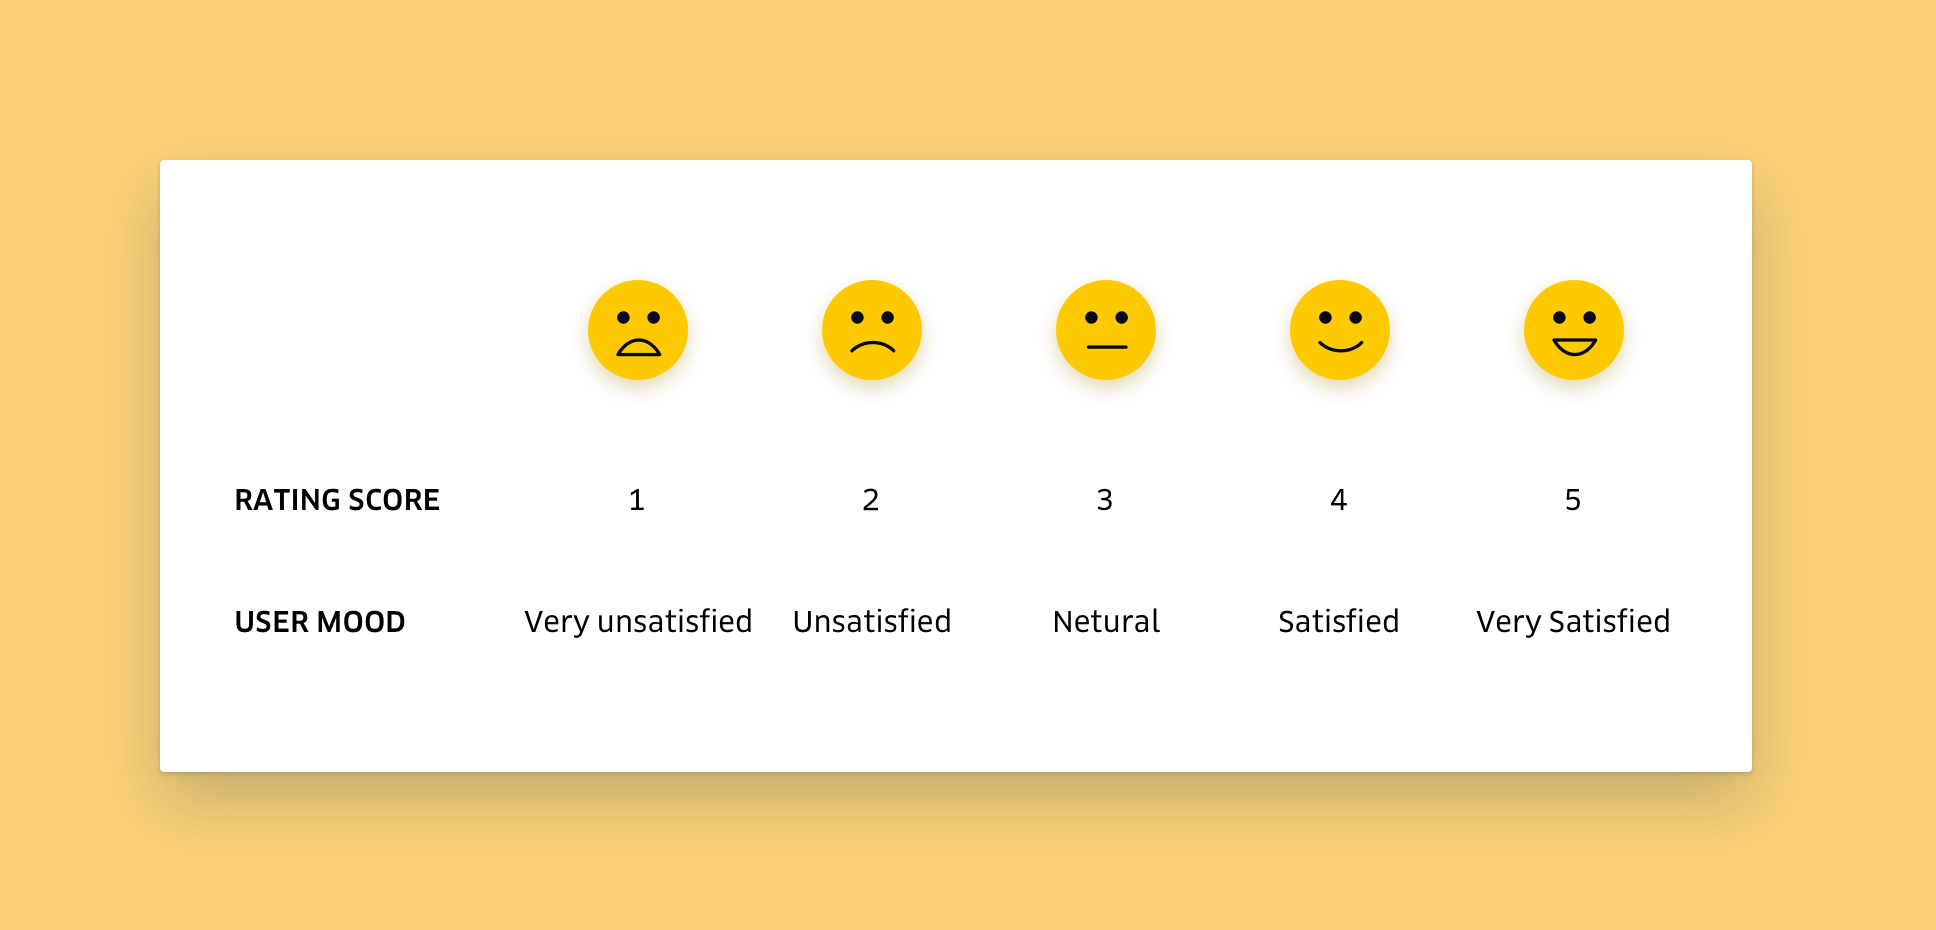 RATING SCORE 1 2 3 4 5
USER MOOD Very unsatisfied Unsatisfied Netural Satisfied Very Satisfied